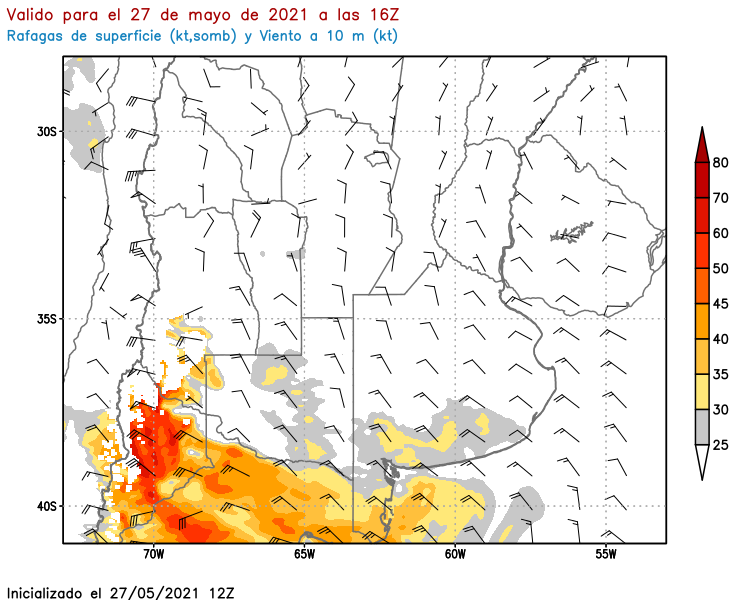 Valido para el 27 de mayo de 2021 a las 16Z
Rafagas de superficie (kt,somb) y Viento a 10 m (kt)
30S
35S
40S
70W 65W 60W 55W
80
70
60
50
45
40
35
30
25
Inicializado el 27/05/2021 12Z